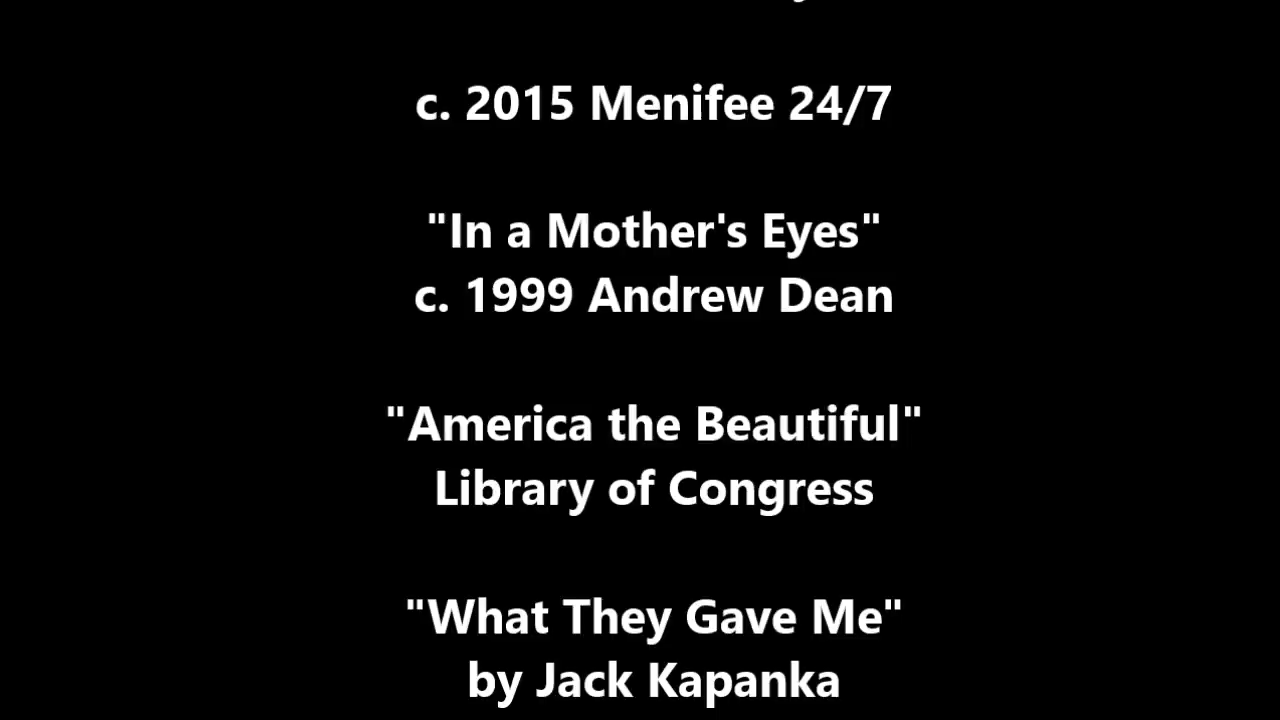 c. 2015 Menifee 24/7
"In a Mother's Eyes"
c. 1999 Andrew Dean
"America the Beautiful"
Library of Congress
"What They Gave Me"
by Jack Kapanka